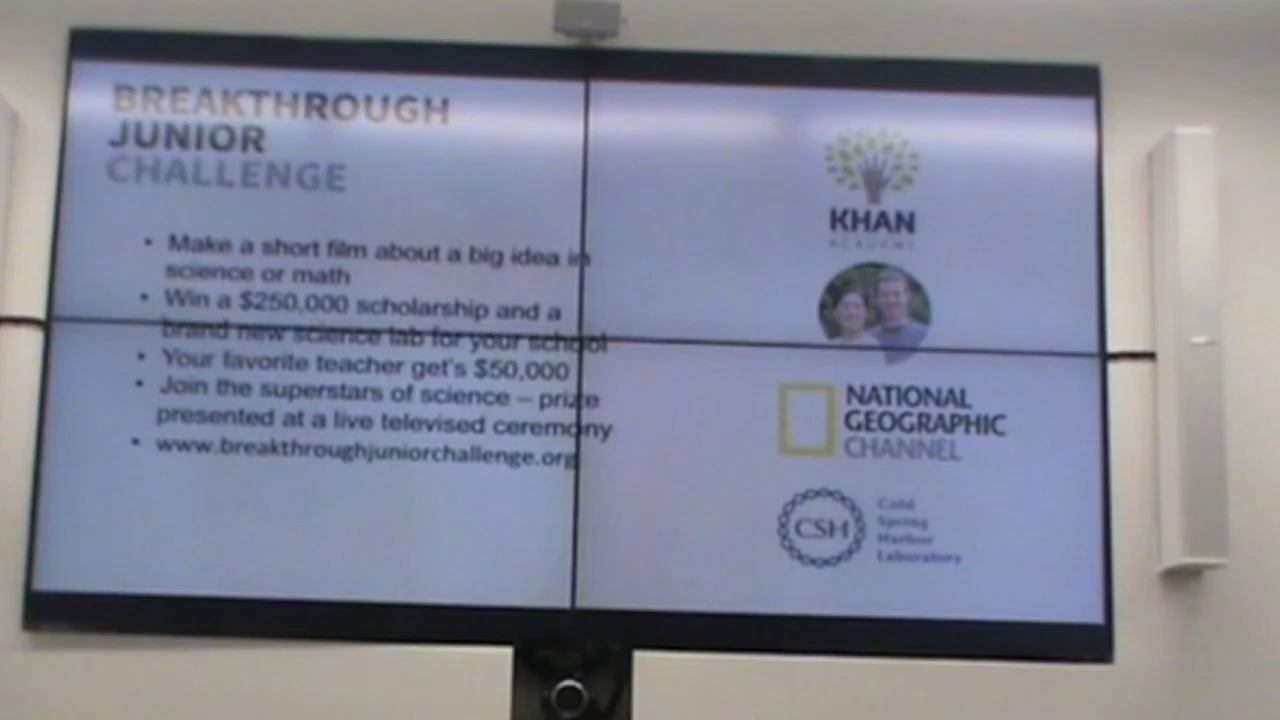 BREAKTHROUGH
JUNIOR
CHALLENGE
• Make a short film about a big idea in
science or math
• Win a $250,000 scholarship and a
brand new science lab for your school
• Your favorite teacher get's $50,000
• Join the superstars of science – prize
presented at a live televised ceremony
• www.breakthroughjuniorchallenge.org
KHAN
ACADEMY
NATIONAL
GEOGRAPHIC
CHANNEL
CSH
Cold
Spring
Harbor
Laboratory